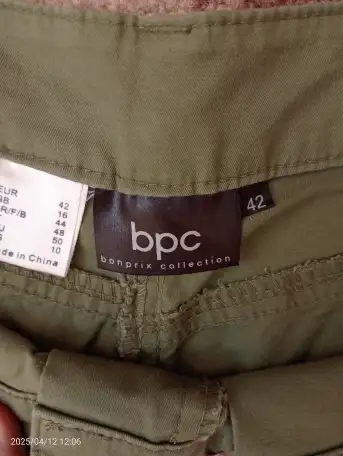 EUR 42
GB 16
R/F/B 44
U 48
S 50
10
de in China
bpc
bonprix collection
42
2025/04/12 12:06